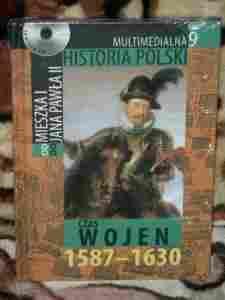 MULTIMEDIALNA 9
HISTORIA POLSKI
OD MIESZKA I
DO JANA PAWŁA II
CZAS
WOJEN
1587-1630